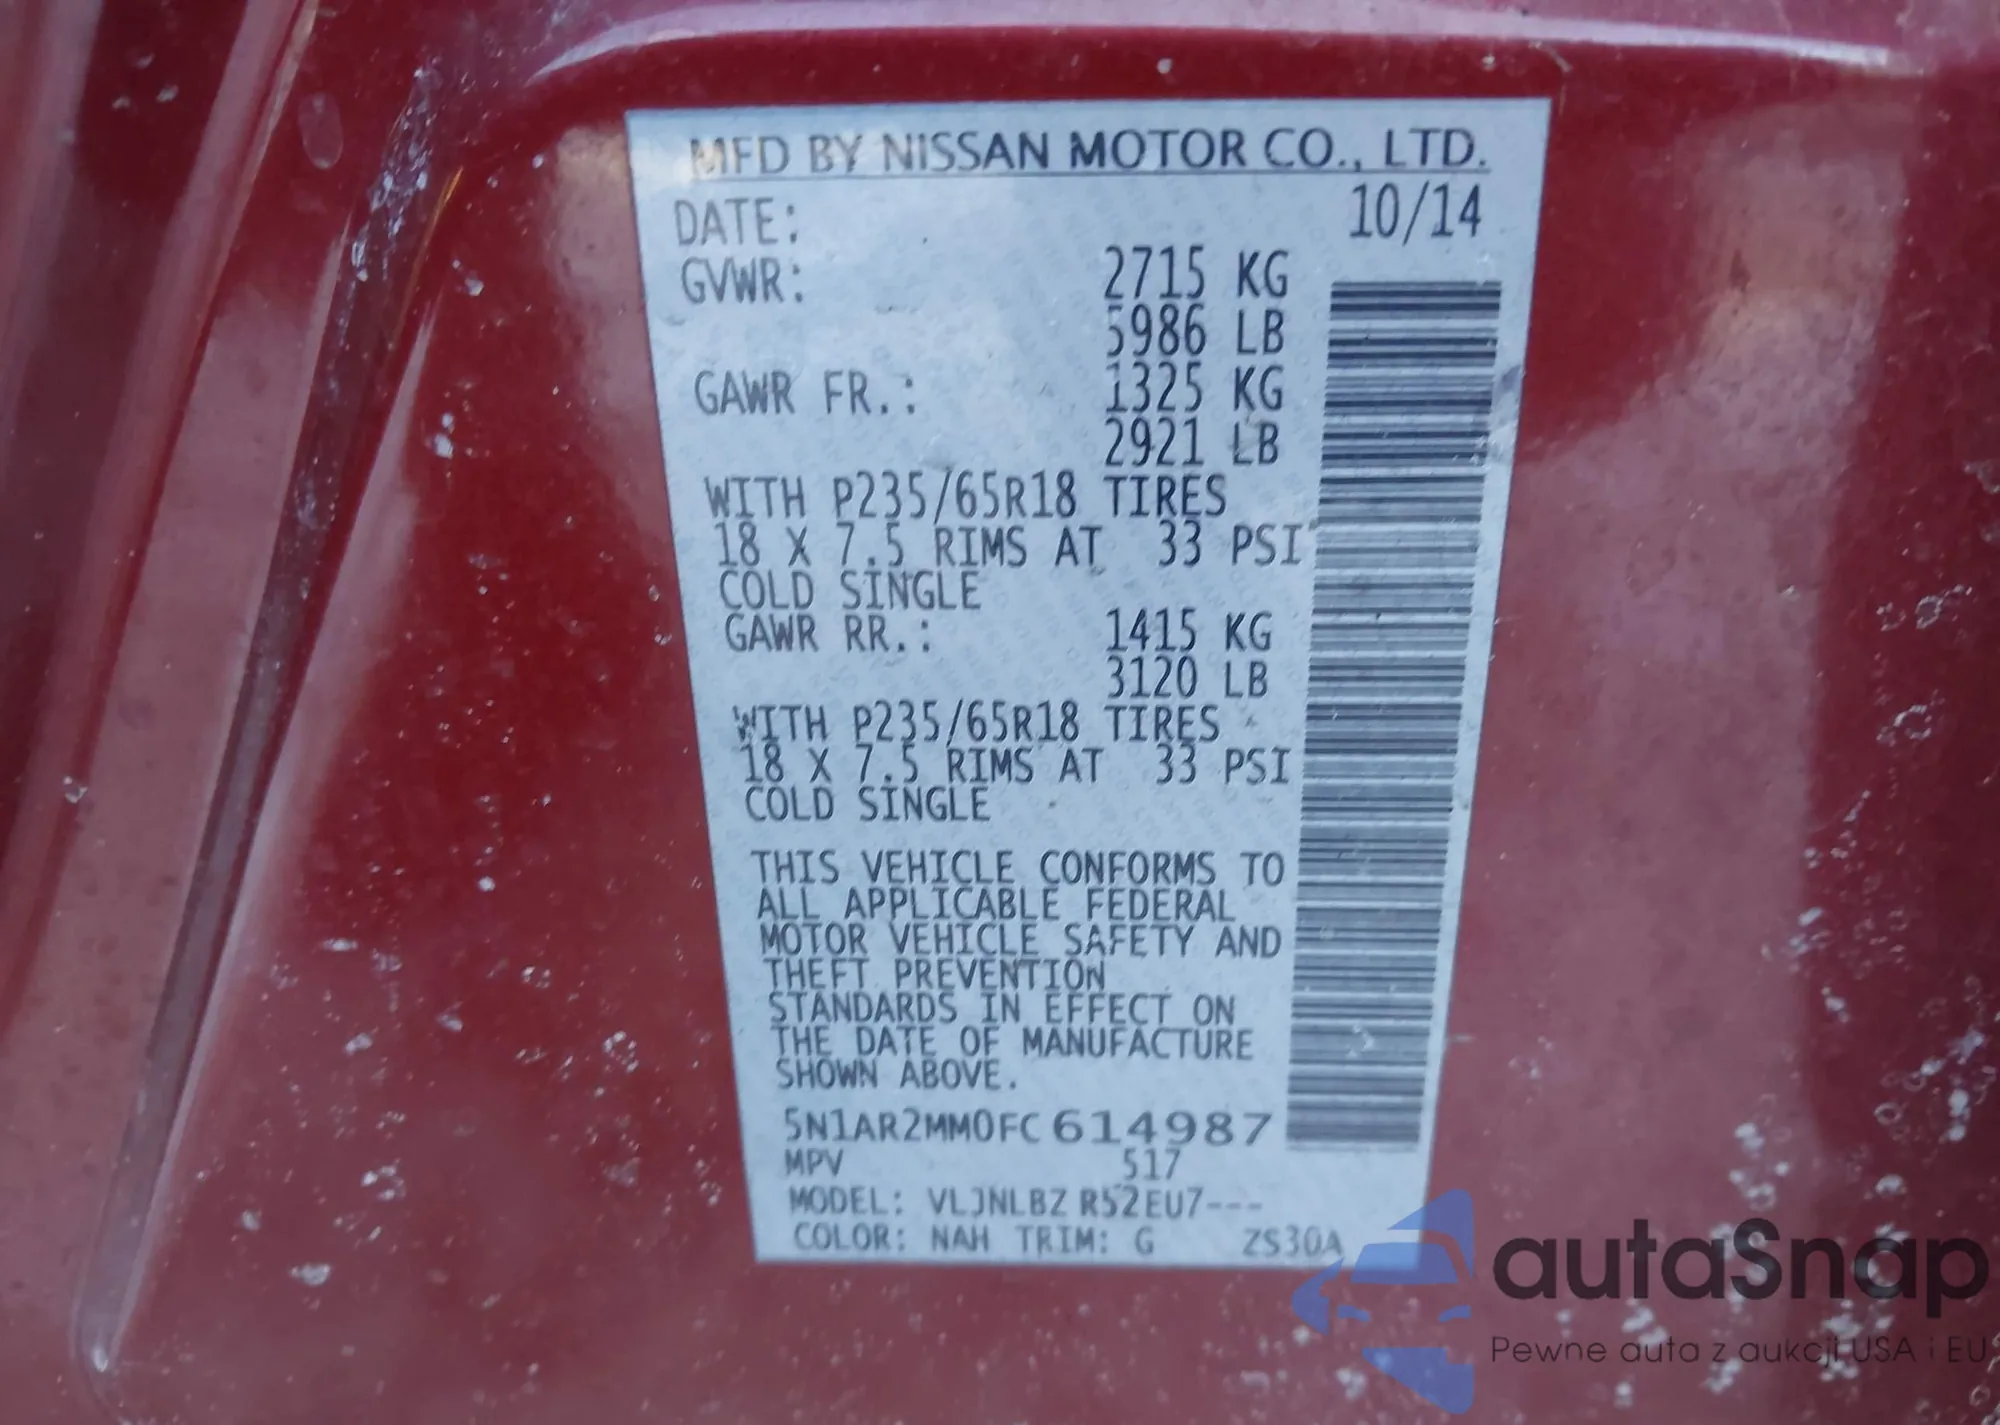 MFD BY NISSAN MOTOR CO., LTD.
DATE: 10/14
GVWR: 2715 KG
5986 LB
GAWR FR.: 1325 KG
2921 LB
WITH P235/65R18 TIRES
18 X 7.5 RIMS AT 33 PSI
COLD SINGLE
GAWR RR.: 1415 KG
3120 LB
WITH P235/65R18 TIRES
18 X 7.5 RIMS AT 33 PSI
COLD SINGLE
THIS VEHICLE CONFORMS TO
ALL APPLICABLE FEDERAL
MOTOR VEHICLE SAFETY AND
THEFT PREVENTION
STANDARDS IN EFFECT ON
THE DATE OF MANUFACTURE
SHOWN ABOVE.
5N1AR2MM0FC614987
MPV 517
MODEL: VLJNLBZ R52EU7---
COLOR: NAH TRIM: G ZS30A
autaSnap
Pewne auta z aukcji USA i EU